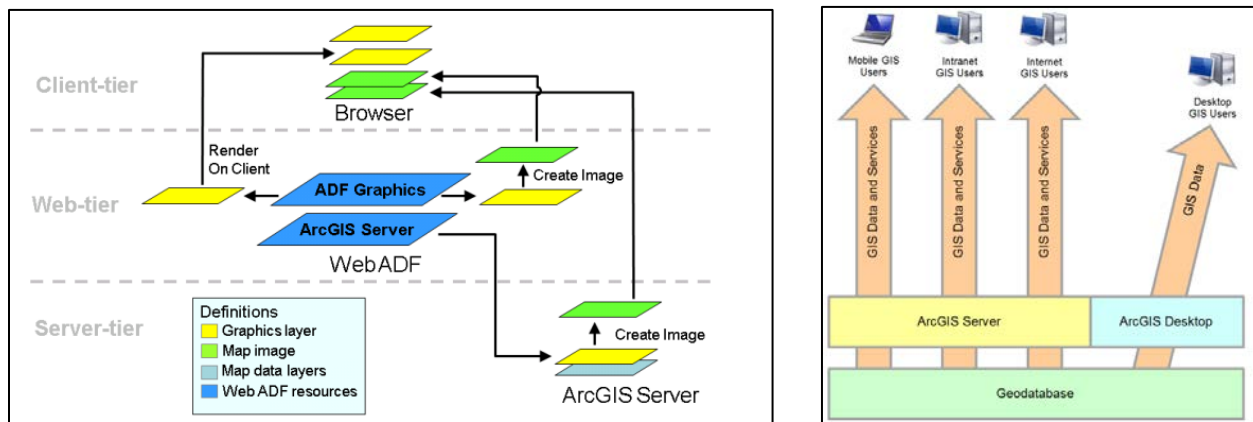 Client-tier
Browser
Render
On Client
Create Image
ADF Graphics
Web-tier
ArcGIS Server
Web ADF
Definitions
Graphics layer
Map image
Map data layers
Web ADF resources
Server-tier
Create Image
ArcGIS Server
Mobile GIS
Users
Intranet
GIS Users
Internet
GIS Users
Desktop
GIS Users
GIS Data and Services
GIS Data and Services
GIS Data and Services
GIS Data
ArcGIS Server
ArcGIS Desktop
Geodatabase